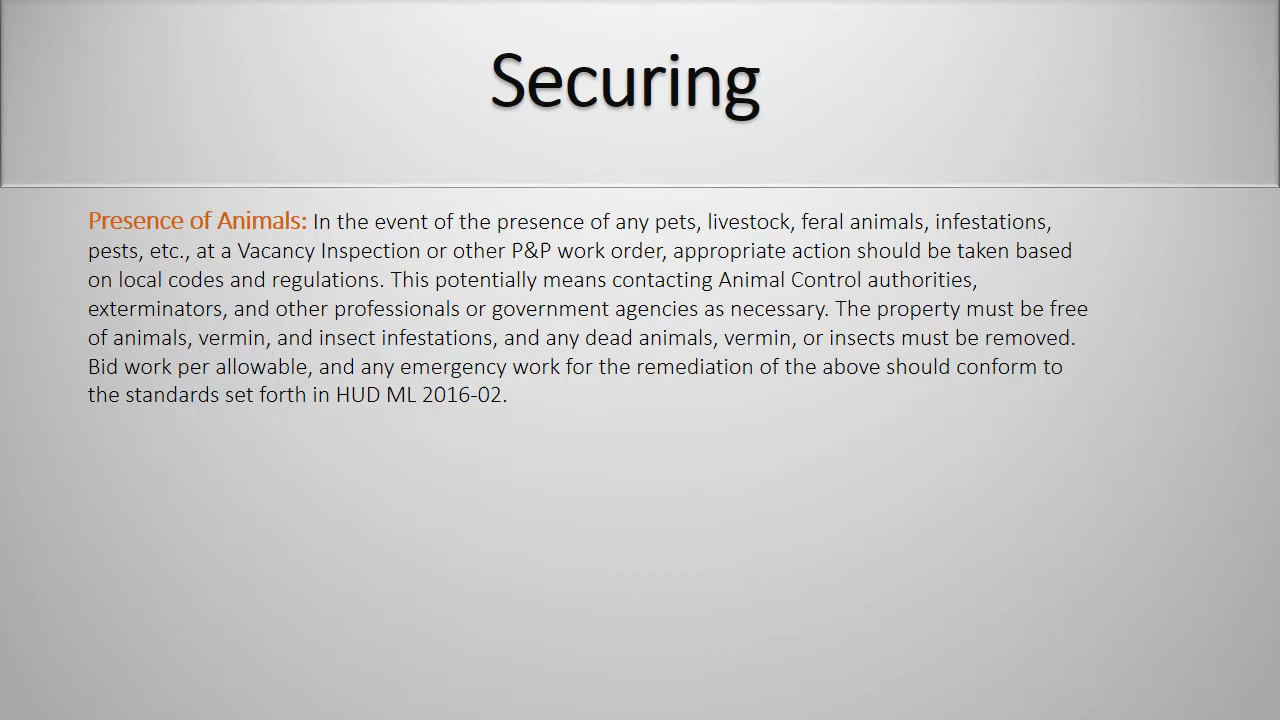 Securing
Presence of Animals: In the event of the presence of any pets, livestock, feral animals, infestations,
pests, etc., at a Vacancy Inspection or other P&P work order, appropriate action should be taken based
on local codes and regulations. This potentially means contacting Animal Control authorities,
exterminators, and other professionals or government agencies as necessary. The property must be free
of animals, vermin, and insect infestations, and any dead animals, vermin, or insects must be removed.
Bid work per allowable, and any emergency work for the remediation of the above should conform to
the standards set forth in HUD ML 2016-02.